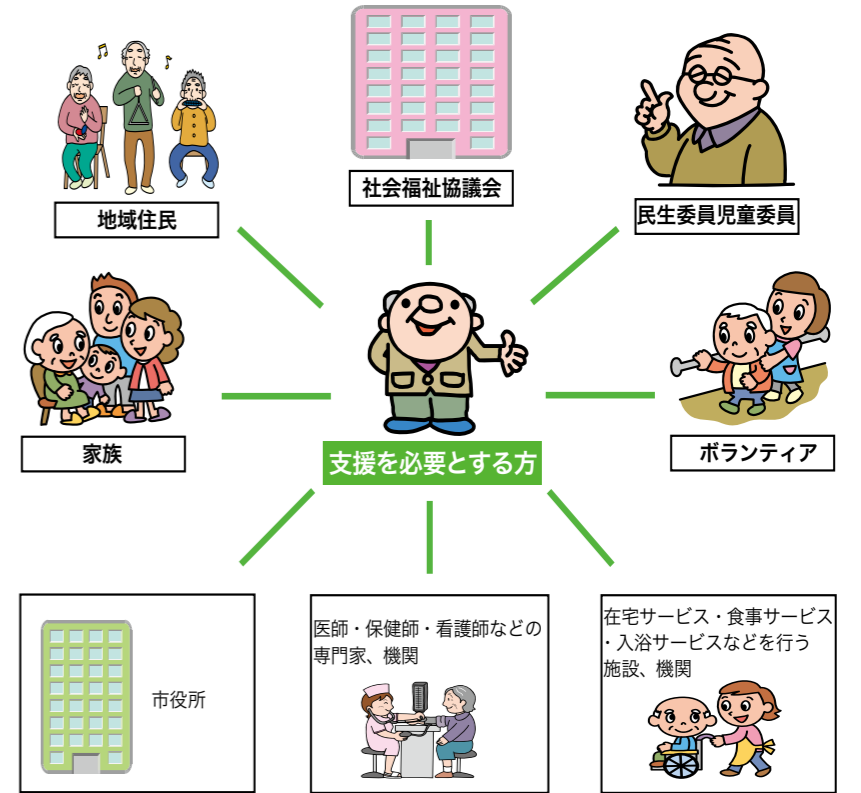 地域住民
社会福祉協議会
民生委員児童委員
家族
支援を必要とする方
ボランティア
市役所
医師・保健師・看護師などの
専門家、機関
在宅サービス・食事サービス
・入浴サービスなどを行う
施設、機関